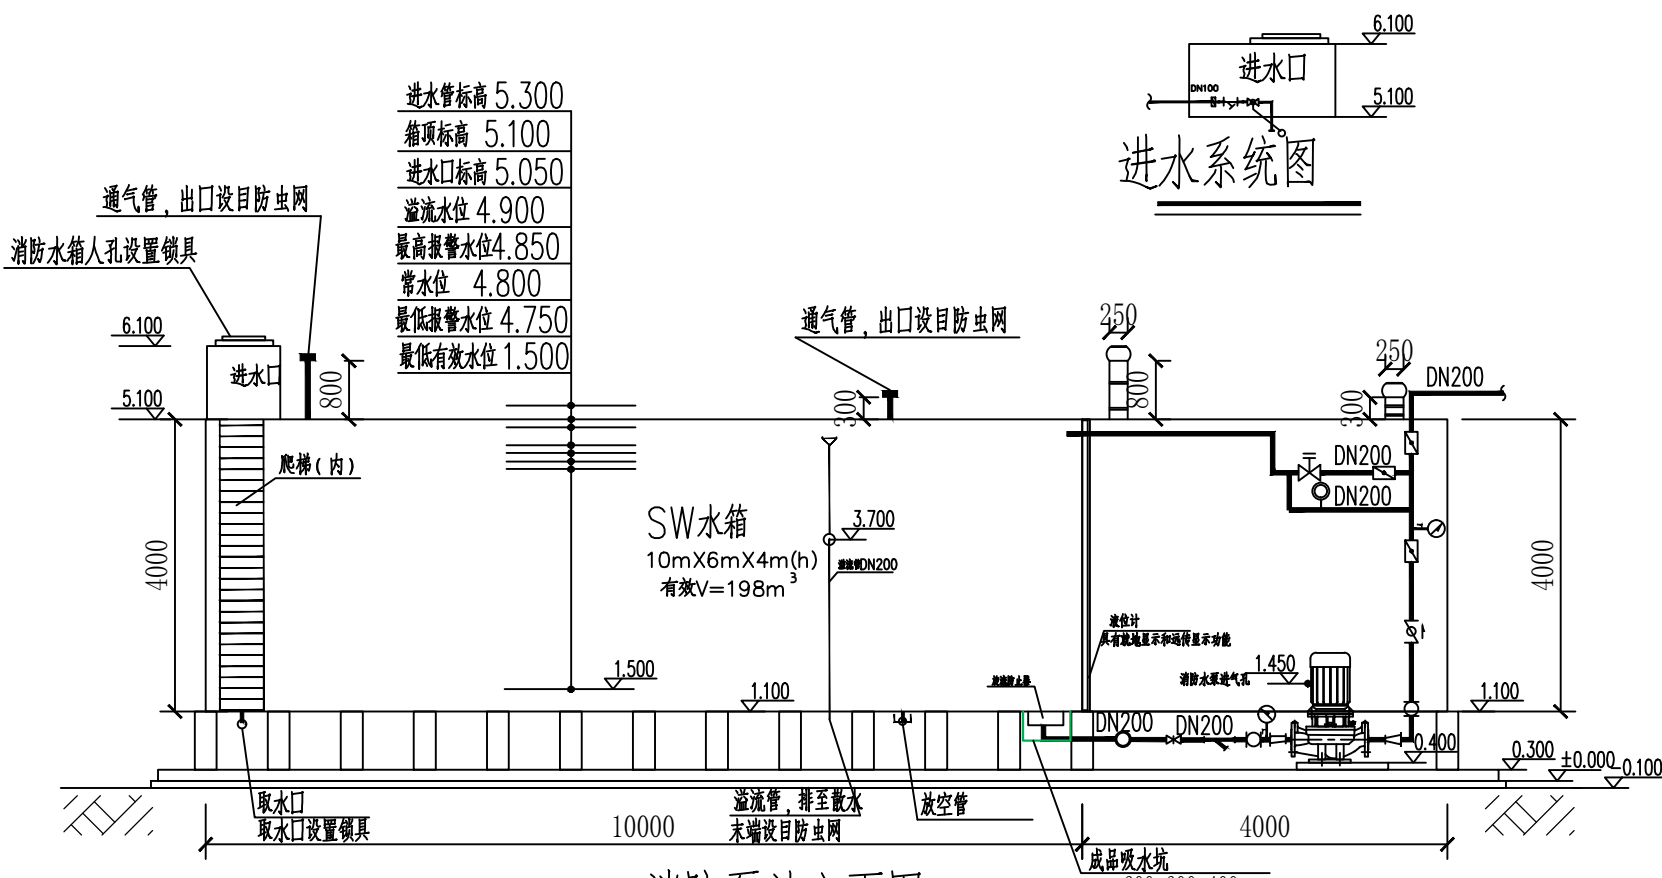 6.100
进水口
DN100
5.100
进水系统图
进水管标高 5.300
箱顶标高 5.100
进水口标高 5.050
溢流水位 4.900
最高报警水位4.850
常水位 4.800
最低报警水位 4.750
最低有效水位 1.500
通气管，出口设目防虫网
消防水箱人孔设置锁具
6.100
进水口
5.100
800
通气管，出口设目防虫网
300
250
800
250
300
DN200
爬梯(内)
4000
SW水箱
10mX6mX4m(h)
有效V=198m³
3.700
溢流管DN200
DN200
DN200
4000
液位计
具有就地显示和远传显示功能
1.500
1.100
1.450
消防水泵进气孔
1.100
DN200
DN200
0.400
0.300
±0.000
-0.100
取水口
取水口设置锁具
10000
溢流管，排至散水
末端设目防虫网
放空管
4000
成品吸水坑